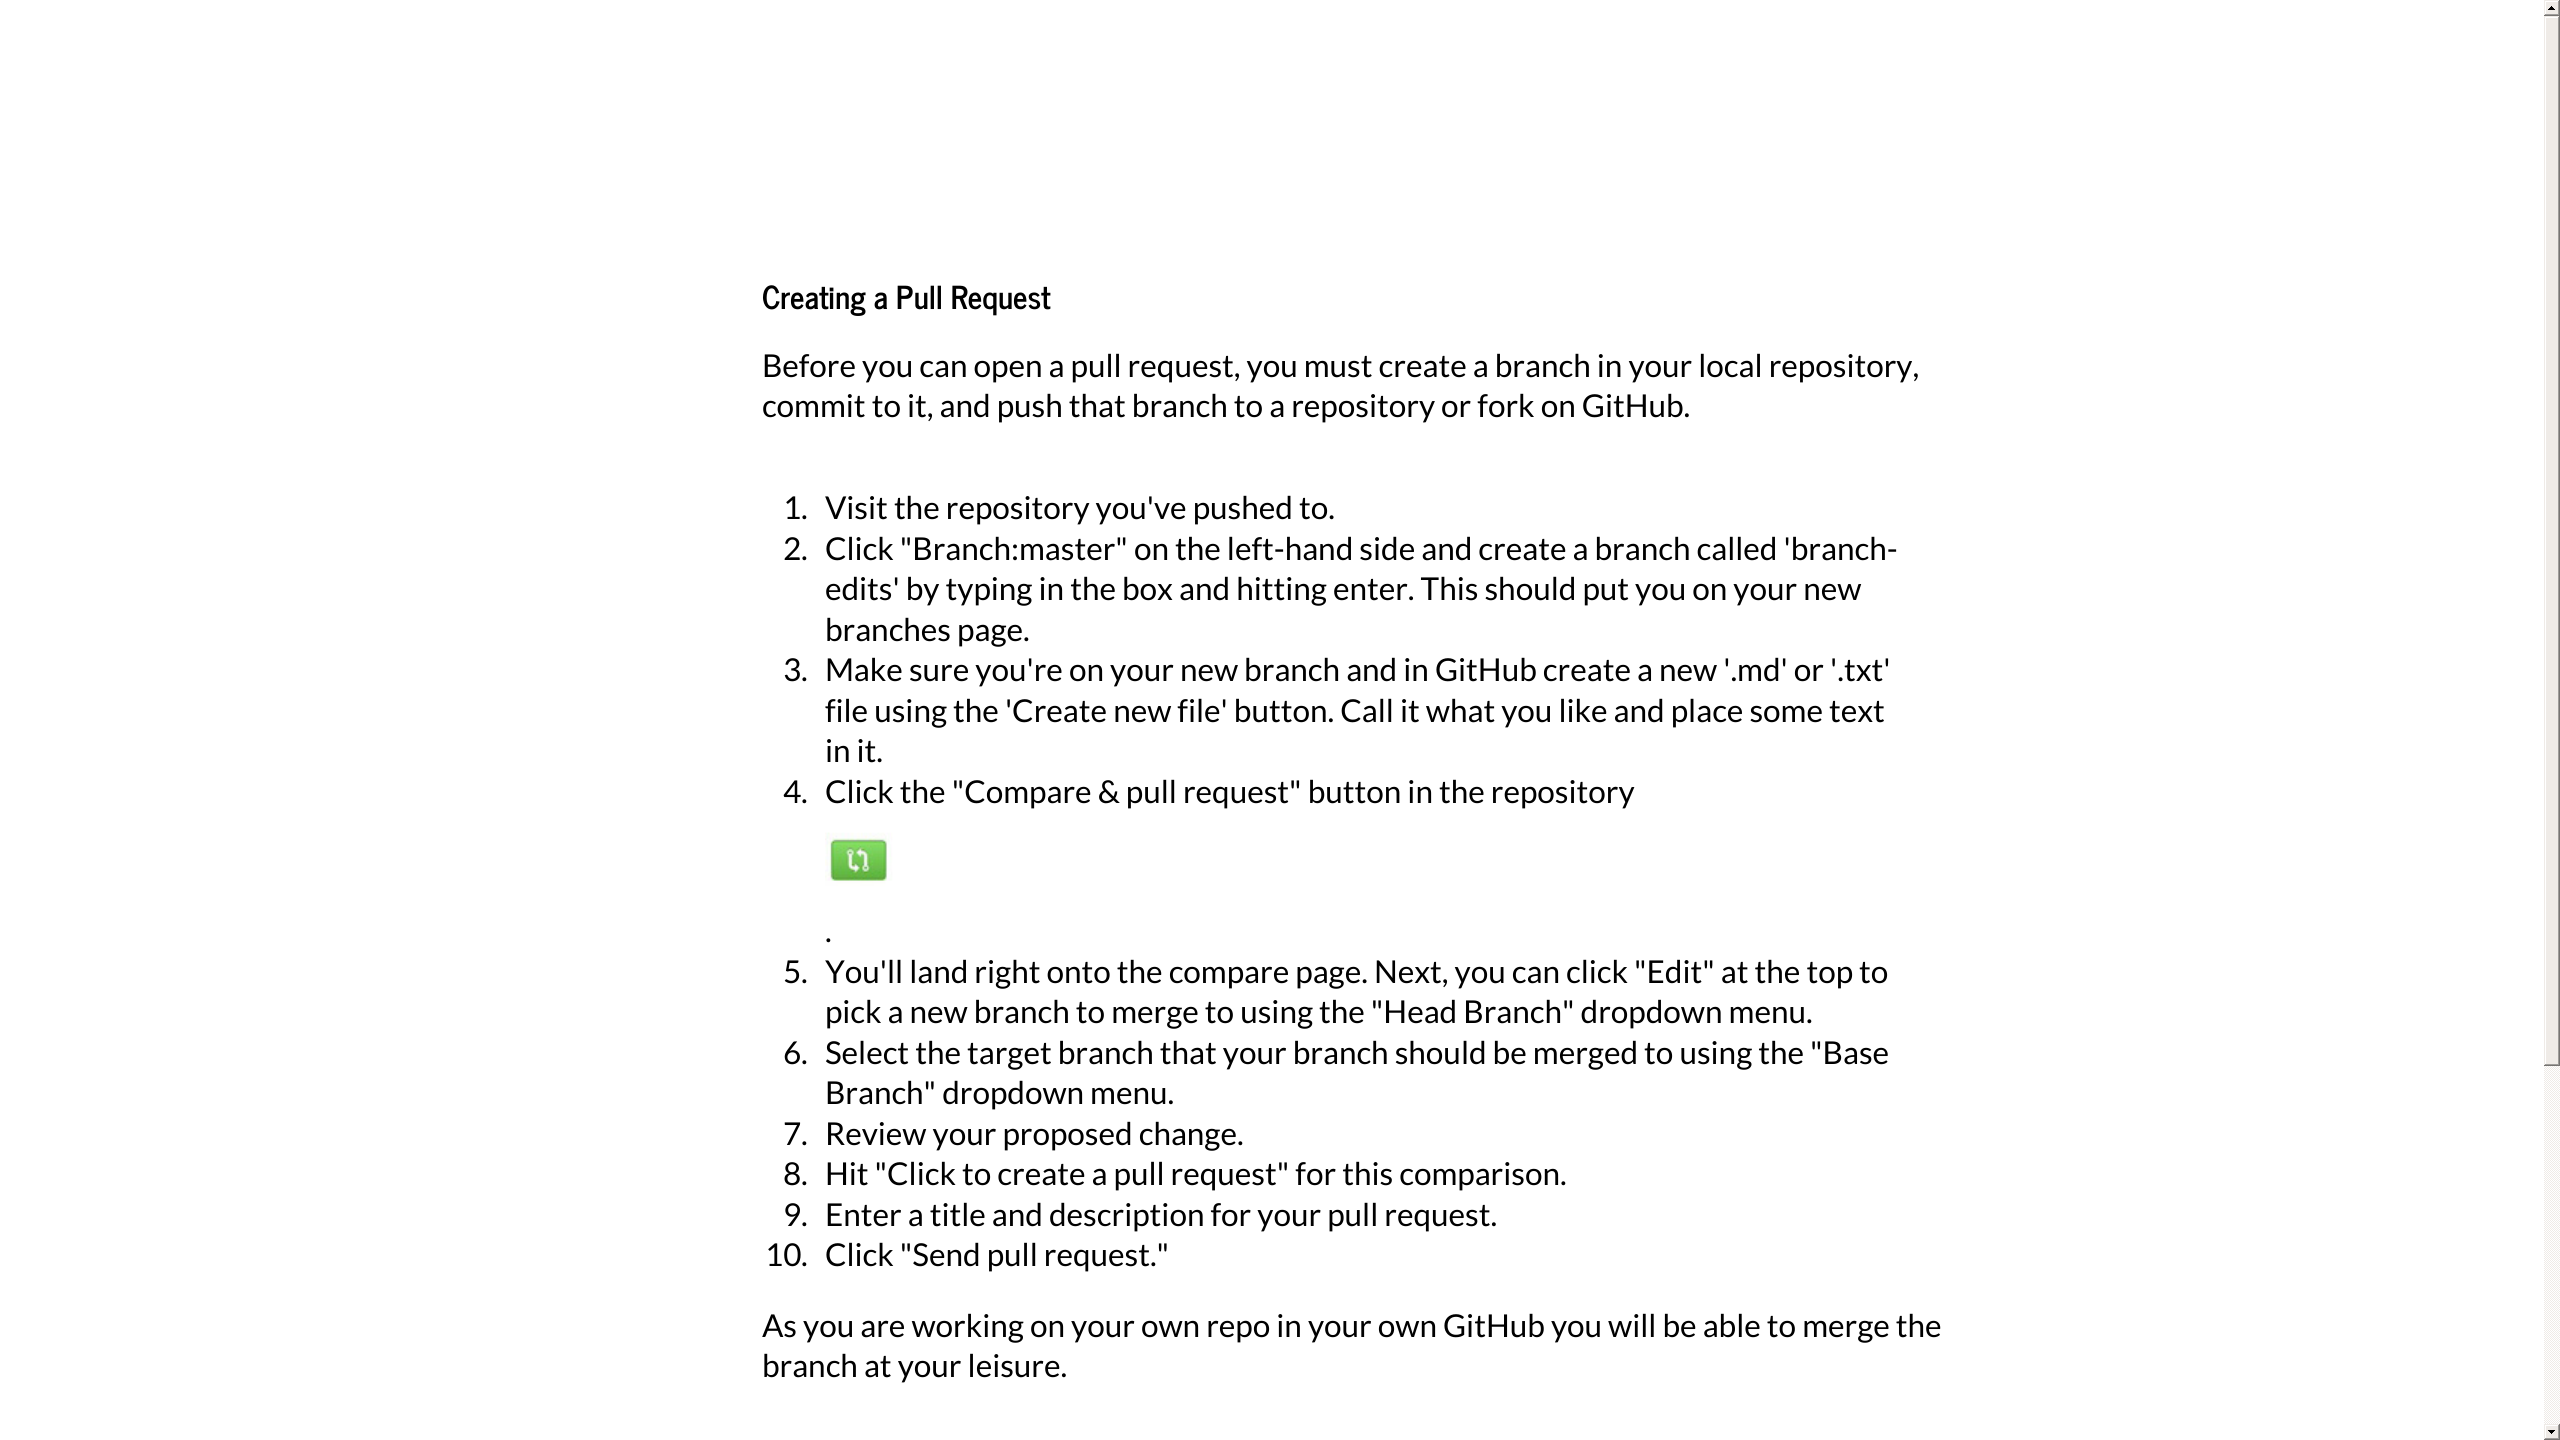 Creating a Pull Request
Before you can open a pull request, you must create a branch in your local repository,
commit to it, and push that branch to a repository or fork on GitHub.
1. Visit the repository you've pushed to.
2. Click "Branch:master" on the left-hand side and create a branch called 'branch-
edits' by typing in the box and hitting enter. This should put you on your new
branches page.
3. Make sure you're on your new branch and in GitHub create a new '.md' or '.txt'
file using the 'Create new file' button. Call it what you like and place some text
in it.
4. Click the "Compare & pull request" button in the repository
.
5. You'll land right onto the compare page. Next, you can click "Edit" at the top to
pick a new branch to merge to using the "Head Branch" dropdown menu.
6. Select the target branch that your branch should be merged to using the "Base
Branch" dropdown menu.
7. Review your proposed change.
8. Hit "Click to create a pull request" for this comparison.
9. Enter a title and description for your pull request.
10. Click "Send pull request."
As you are working on your own repo in your own GitHub you will be able to merge the
branch at your leisure.